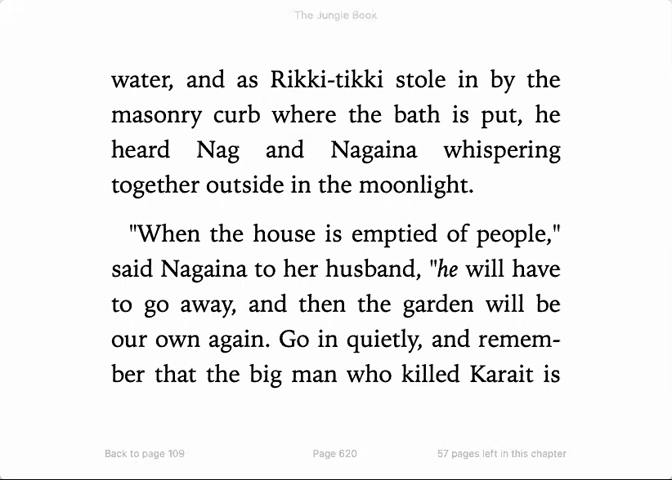 The Jungle Book
water, and as Rikki-tikki stole in by the
masonry curb where the bath is put, he
heard Nag and Nagaina whispering
together outside in the moonlight.
"When the house is emptied of people,"
said Nagaina to her husband, "he will have
to go away, and then the garden will be
our own again. Go in quietly, and remem-
ber that the big man who killed Karait is
Back to page 109
Page 620
57 pages left in this chapter